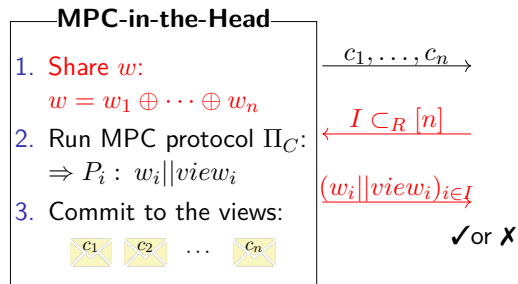 MPC-in-the-Head
1. Share w:
w = w₁ ⊕ ⋯ ⊕ wₙ
2. Run MPC protocol Π_C:
⇒ Pᵢ : wᵢ||viewᵢ
3. Commit to the views:
c₁ c₂ ⋯ cₙ
c₁, …, cₙ
I ⊂_R [n]
(wᵢ||viewᵢ)_{i∈I}
✓or ✗